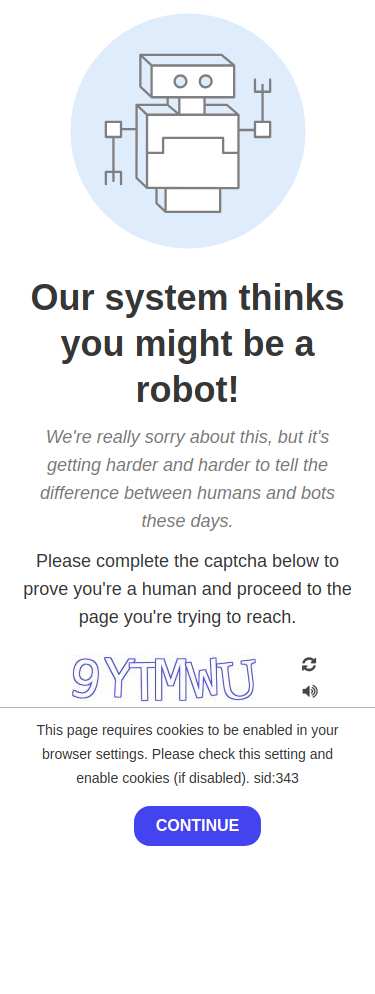 Our system thinks
you might be a
robot!
We're really sorry about this, but it's
getting harder and harder to tell the
difference between humans and bots
these days.
Please complete the captcha below to
prove you're a human and proceed to the
page you're trying to reach.
9YTMWU
This page requires cookies to be enabled in your
browser settings. Please check this setting and
enable cookies (if disabled). sid:343
CONTINUE